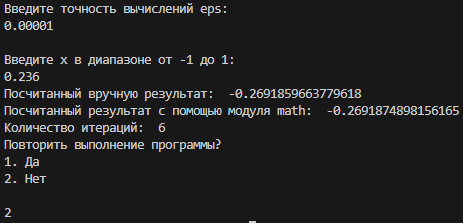 Введите точность вычислений eps:
0.00001
Введите x в диапазоне от -1 до 1:
0.236
Посчитанный вручную результат:  -0.2691859663779618
Посчитанный результат с помощью модуля math:  -0.2691874898156165
Количество итераций:  6
Повторить выполнение программы?
1. Да
2. Нет
2